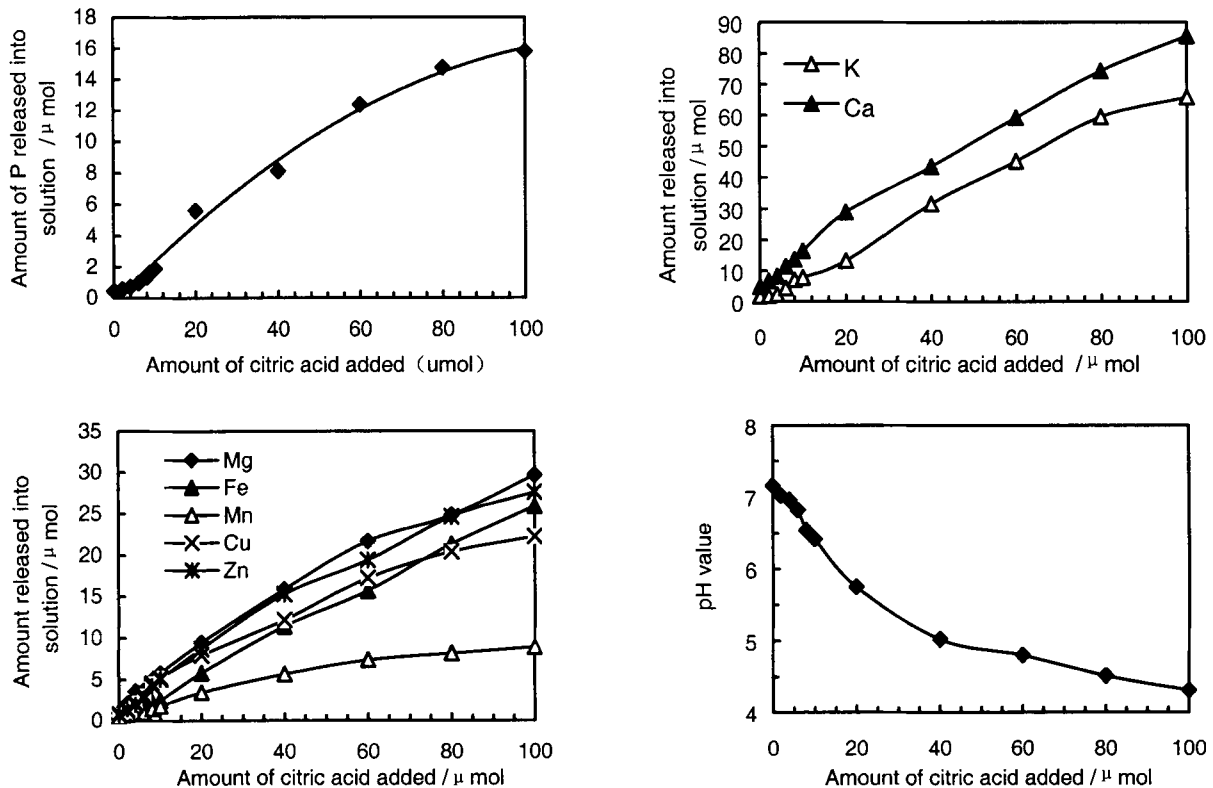 18
16
14
12
10
8
6
4
2
0
Amount of P released into
solution / μ mol
0 20 40 60 80 100
Amount of citric acid added（umol）
90
80
70
60
50
40
30
20
10
0
Amount released into
solution / μ mol
K
Ca
0 20 40 60 80 100
Amount of citric acid added / μ mol
35
30
25
20
15
10
5
0
Amount released into
solution / μ mol
Mg
Fe
Mn
Cu
Zn
0 20 40 60 80 100
Amount of citric acid added / μ mol
8
7
6
5
4
pH value
0 20 40 60 80 100
Amount of citric acid added / μ mol